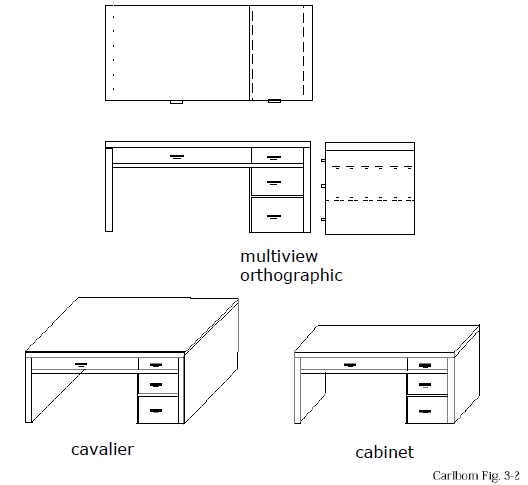 multiview
orthographic
cavalier
cabinet
Carlbom Fig. 3-2